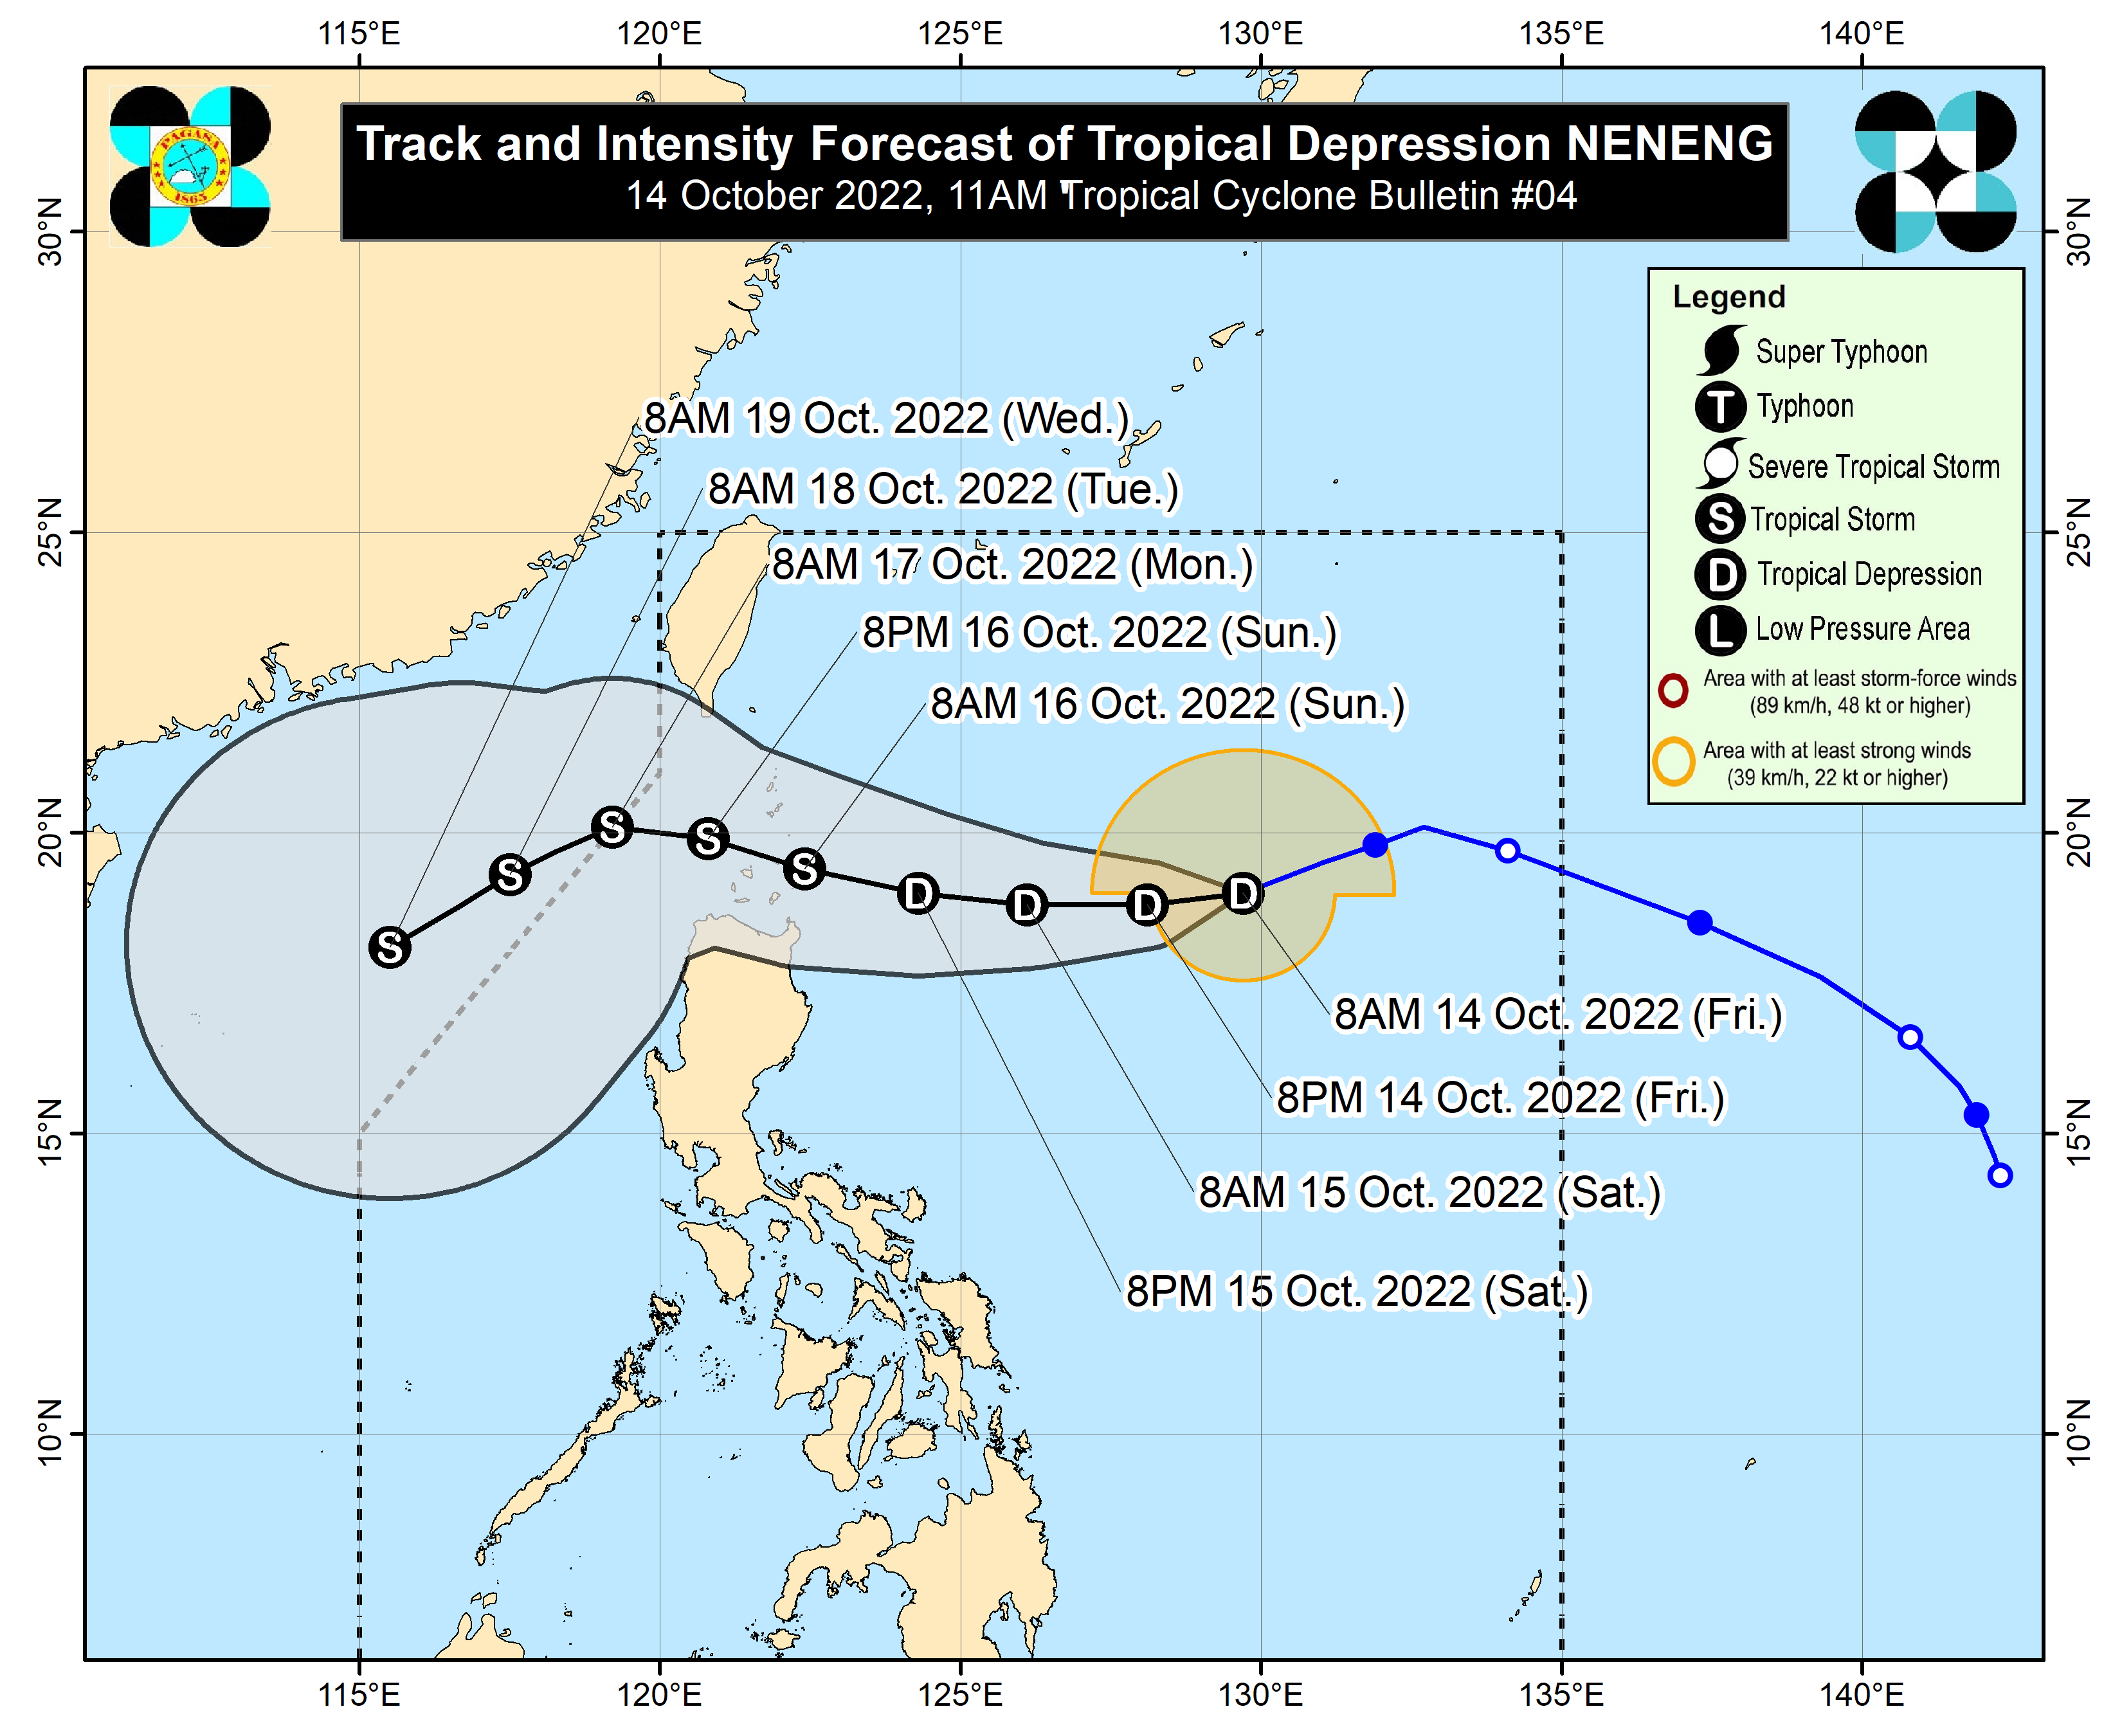 115°E 120°E 125°E 130°E 135°E 140°E
Track and Intensity Forecast of Tropical Depression NENENG
14 October 2022, 11AM Tropical Cyclone Bulletin #04
PAGASA
1865
30°N 30°N
Legend
Super Typhoon
T Typhoon
Severe Tropical Storm
S Tropical Storm
D Tropical Depression
L Low Pressure Area
Area with at least storm-force winds
(89 km/h, 48 kt or higher)
Area with at least strong winds
(39 km/h, 22 kt or higher)
8AM 19 Oct. 2022 (Wed.)
8AM 18 Oct. 2022 (Tue.)
25°N 25°N
8AM 17 Oct. 2022 (Mon.)
8PM 16 Oct. 2022 (Sun.)
8AM 16 Oct. 2022 (Sun.)
20°N 20°N
S S S S S D D D D
8AM 14 Oct. 2022 (Fri.)
8PM 14 Oct. 2022 (Fri.)
15°N 15°N
8AM 15 Oct. 2022 (Sat.)
8PM 15 Oct. 2022 (Sat.)
10°N 10°N
115°E 120°E 125°E 130°E 135°E 140°E